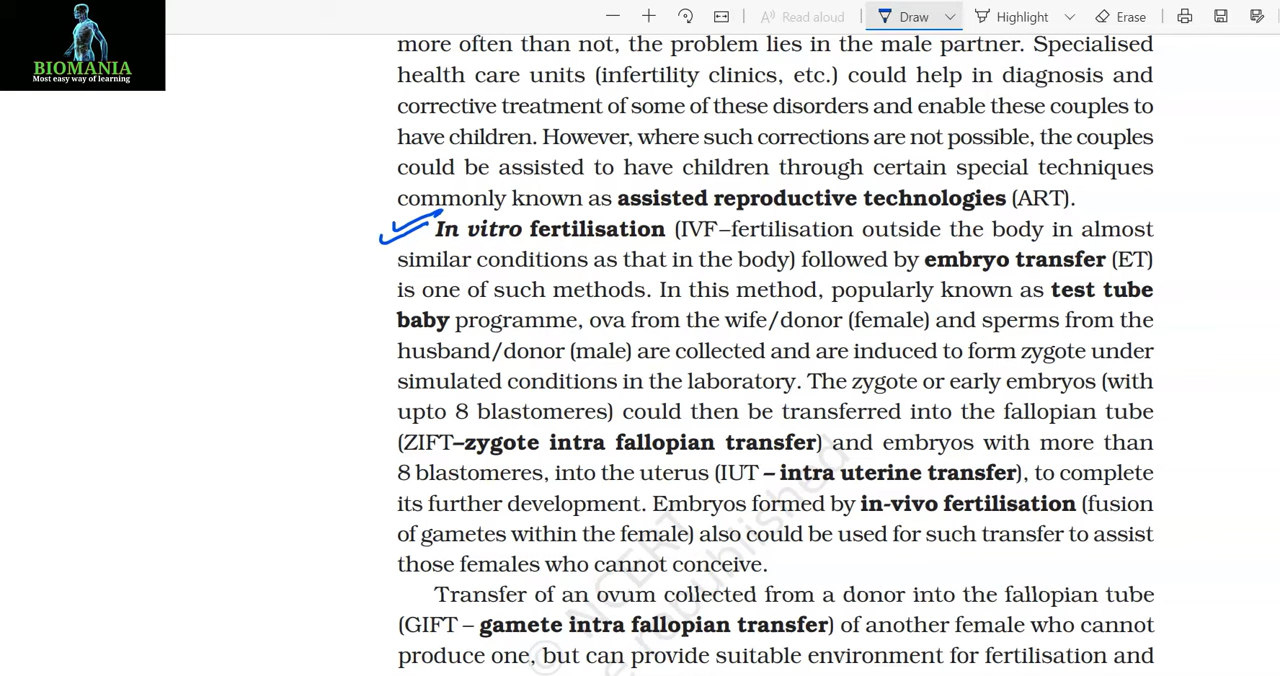 Read aloud
Draw
Highlight
Erase
BIOMANIA
Most easy way of learning
more often than not, the problem lies in the male partner. Specialised
health care units (infertility clinics, etc.) could help in diagnosis and
corrective treatment of some of these disorders and enable these couples to
have children. However, where such corrections are not possible, the couples
could be assisted to have children through certain special techniques
commonly known as assisted reproductive technologies (ART).
In vitro fertilisation (IVF–fertilisation outside the body in almost
similar conditions as that in the body) followed by embryo transfer (ET)
is one of such methods. In this method, popularly known as test tube
baby programme, ova from the wife/donor (female) and sperms from the
husband/donor (male) are collected and are induced to form zygote under
simulated conditions in the laboratory. The zygote or early embryos (with
upto 8 blastomeres) could then be transferred into the fallopian tube
(ZIFT–zygote intra fallopian transfer) and embryos with more than
8 blastomeres, into the uterus (IUT – intra uterine transfer), to complete
its further development. Embryos formed by in-vivo fertilisation (fusion
of gametes within the female) also could be used for such transfer to assist
those females who cannot conceive.
Transfer of an ovum collected from a donor into the fallopian tube
(GIFT – gamete intra fallopian transfer) of another female who cannot
produce one, but can provide suitable environment for fertilisation and
© NCERT
republished